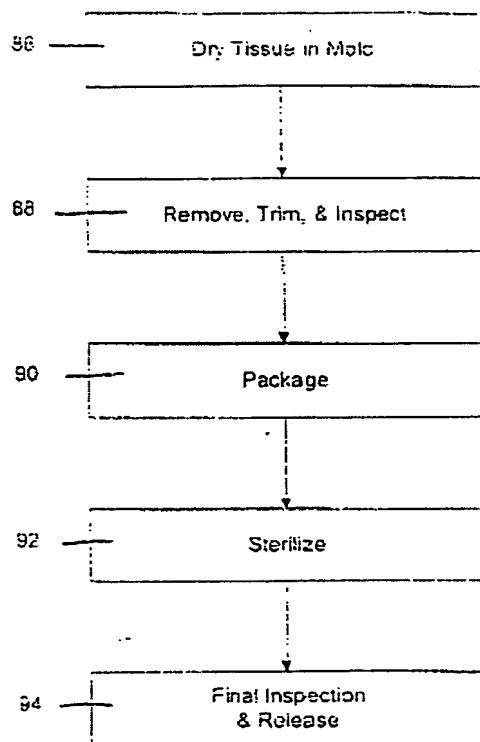 86
Dry Tissue in Mold
88
Remove, Trim, & Inspect
90
Package
92
Sterilize
94
Final Inspection
& Release